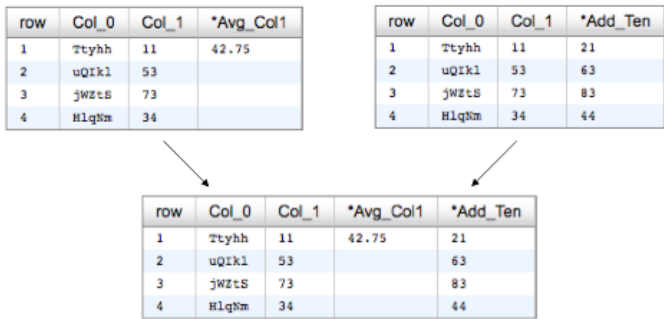 row Col_0 Col_1 *Avg_Col1
1 Ttyhh 11 42.75
2 uQIkl 53
3 jWZtS 73
4 HlqNm 34
row Col_0 Col_1 *Add_Ten
1 Ttyhh 11 21
2 uQIkl 53 63
3 jWZtS 73 83
4 HlqNm 34 44
row Col_0 Col_1 *Avg_Col1 *Add_Ten
1 Ttyhh 11 42.75 21
2 uQIkl 53 63
3 jWZtS 73 83
4 HlqNm 34 44